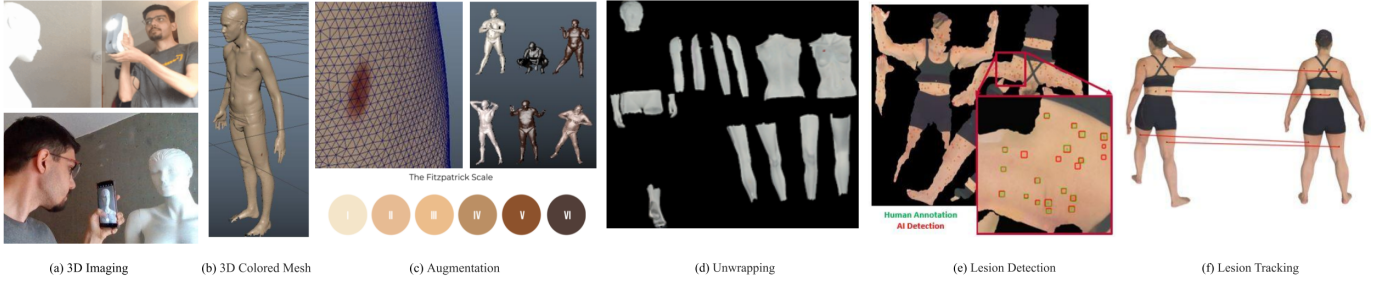 The Fitzpatrick Scale
I II III IV V VI
Human Annotation
AI Detection
(a) 3D Imaging
(b) 3D Colored Mesh
(c) Augmentation
(d) Unwrapping
(e) Lesion Detection
(f) Lesion Tracking